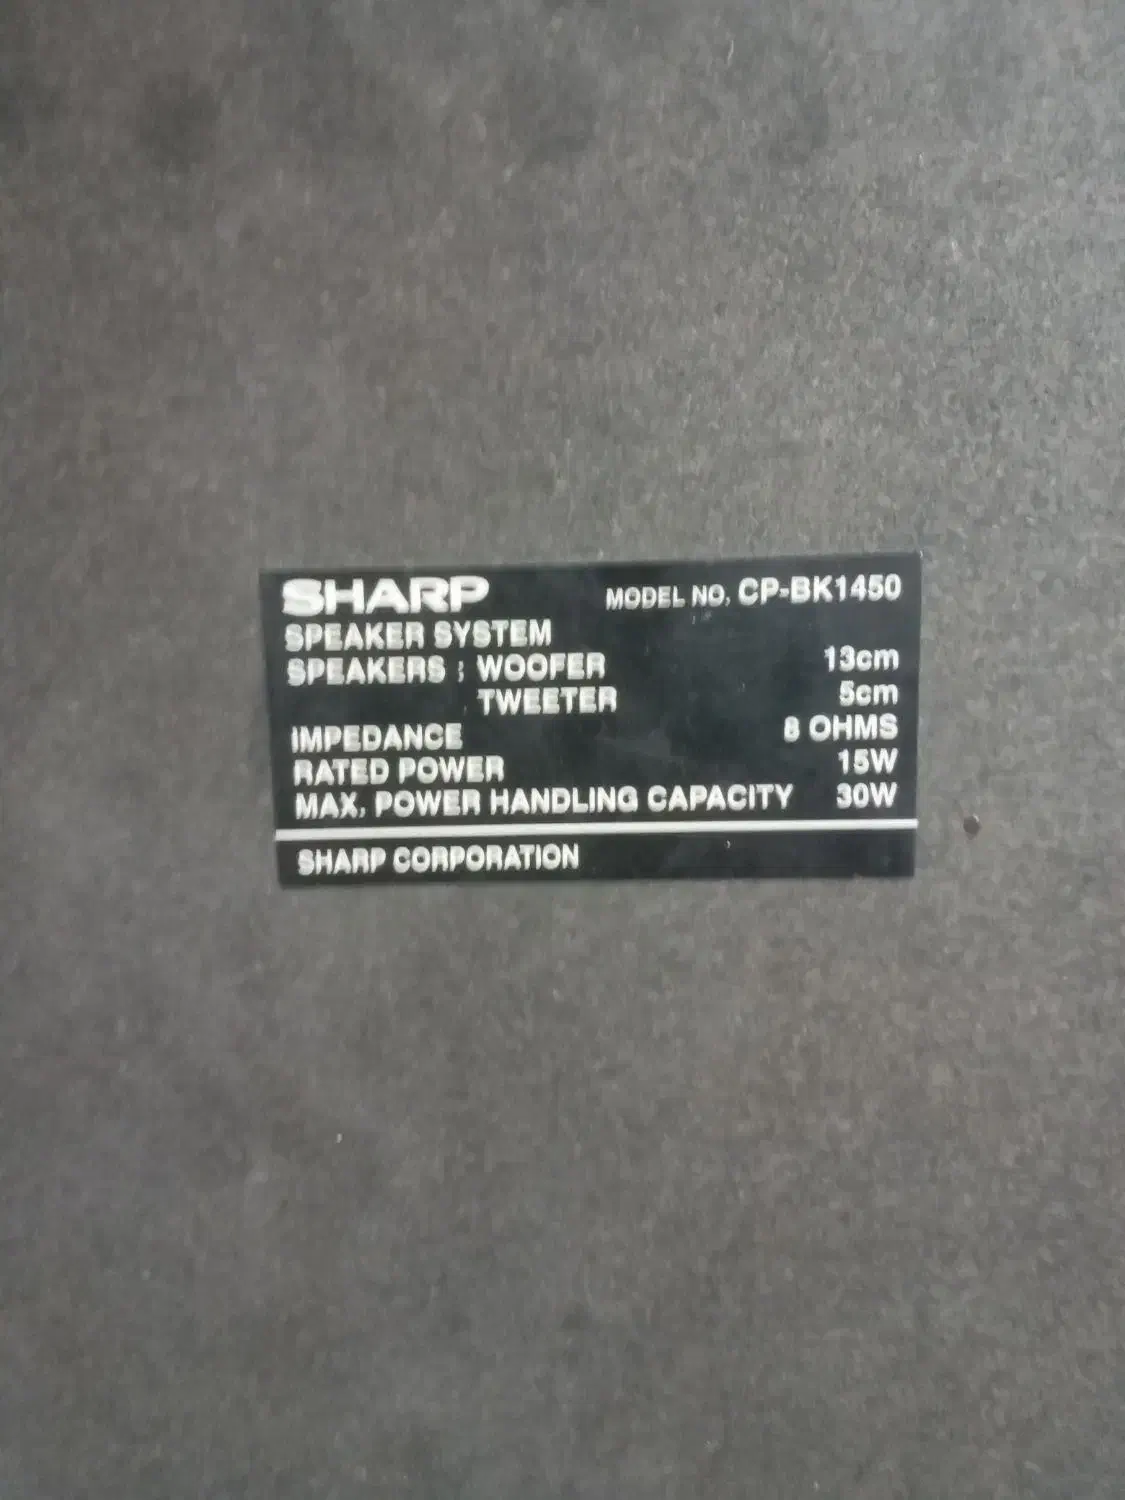 SHARP MODEL NO. CP-BK1450
SPEAKER SYSTEM
SPEAKERS : WOOFER 13cm
TWEETER 5cm
IMPEDANCE 8 OHMS
RATED POWER 15W
MAX. POWER HANDLING CAPACITY 30W
SHARP CORPORATION